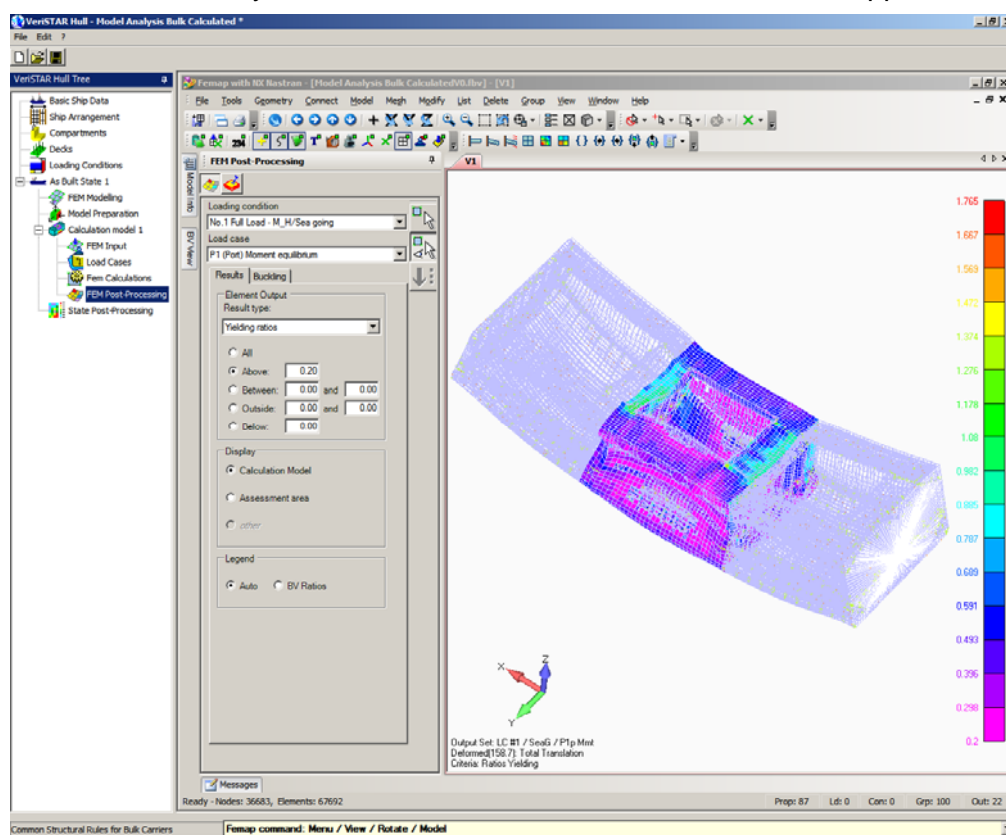 VeriSTAR Hull - Model Analysis Bulk Calculated *
File Edit ?
VeriSTAR Hull Tree
Basic Ship Data
Ship Arrangement
Compartments
Decks
Loading Conditions
As Built State 1
FEM Modeling
Model Preparation
Calculation model 1
FEM Input
Load Cases
Fem Calculations
FEM Post-Processing
State Post-Processing
Femap with NX Nastran - [Model Analysis Bulk CalculatedV0.fbv] - [V1]
File Tools Geometry Connect Model Mesh Modify List Delete Group View Window Help
Model Info
BV View
FEM Post-Processing
Loading condition
No.1 Full Load - M_H/Sea going
Load case
P1 (Port) Moment equilibrium
Results Buckling
Element Output
Result type:
Yielding ratios
All
Above: 0.20
Between: 0.00 and 0.00
Outside: 0.00 and 0.00
Below: 0.00
Display
Calculation Model
Assessment area
other
Legend
Auto BV Ratios
V1
1.765
1.667
1.569
1.472
1.374
1.276
1.178
1.08
0.982
0.885
0.787
0.689
0.591
0.493
0.396
0.298
0.2
X
Z
Y
Output Set: LC #1 / SeaG / P1p Mmt
Deformed(158.7): Total Translation
Criteria: Ratios Yielding
Messages
Ready - Nodes: 36683, Elements: 67692 Prop: 87 Ld: 0 Con: 0 Grp: 100 Out: 22
Common Structural Rules for Bulk Carriers Femap command: Menu / View / Rotate / Model